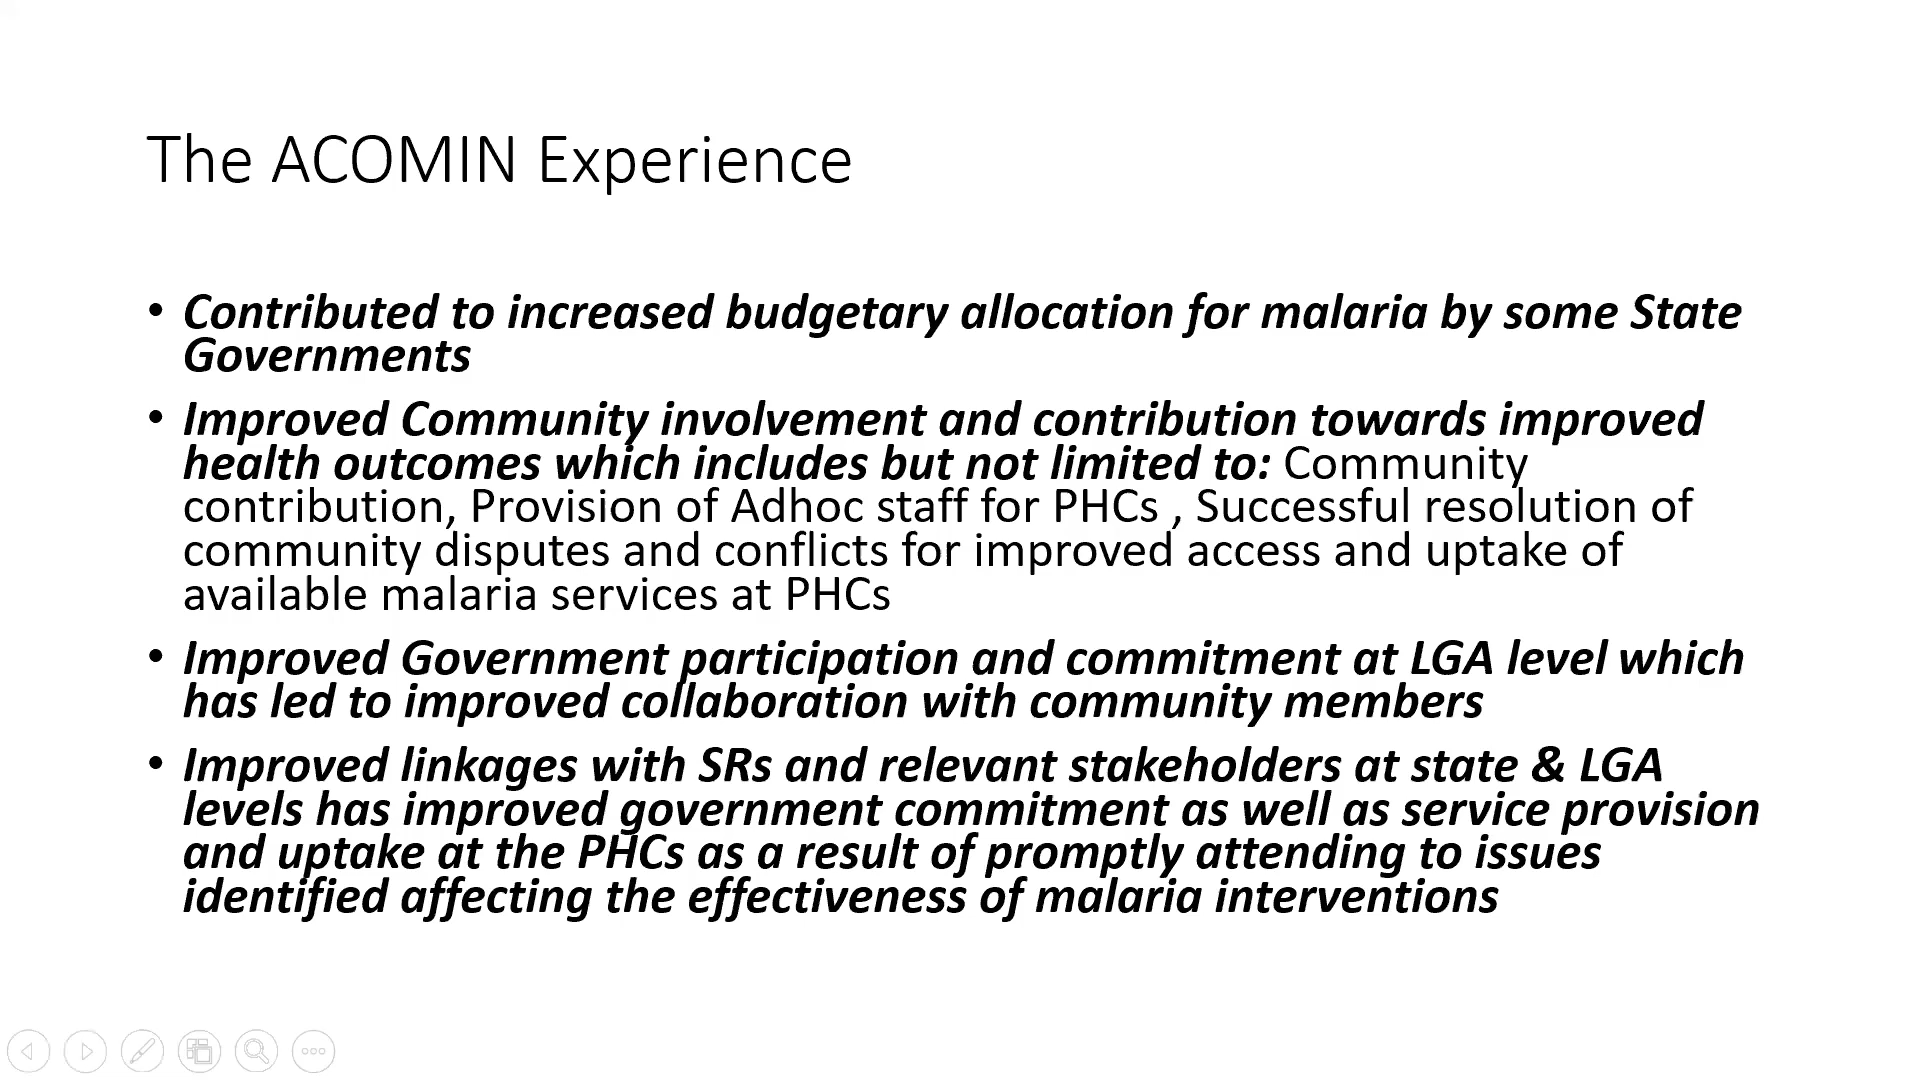 The ACOMIN Experience
• Contributed to increased budgetary allocation for malaria by some State
Governments
• Improved Community involvement and contribution towards improved
health outcomes which includes but not limited to: Community
contribution, Provision of Adhoc staff for PHCs , Successful resolution of
community disputes and conflicts for improved access and uptake of
available malaria services at PHCs
• Improved Government participation and commitment at LGA level which
has led to improved collaboration with community members
• Improved linkages with SRs and relevant stakeholders at state & LGA
levels has improved government commitment as well as service provision
and uptake at the PHCs as a result of promptly attending to issues
identified affecting the effectiveness of malaria interventions